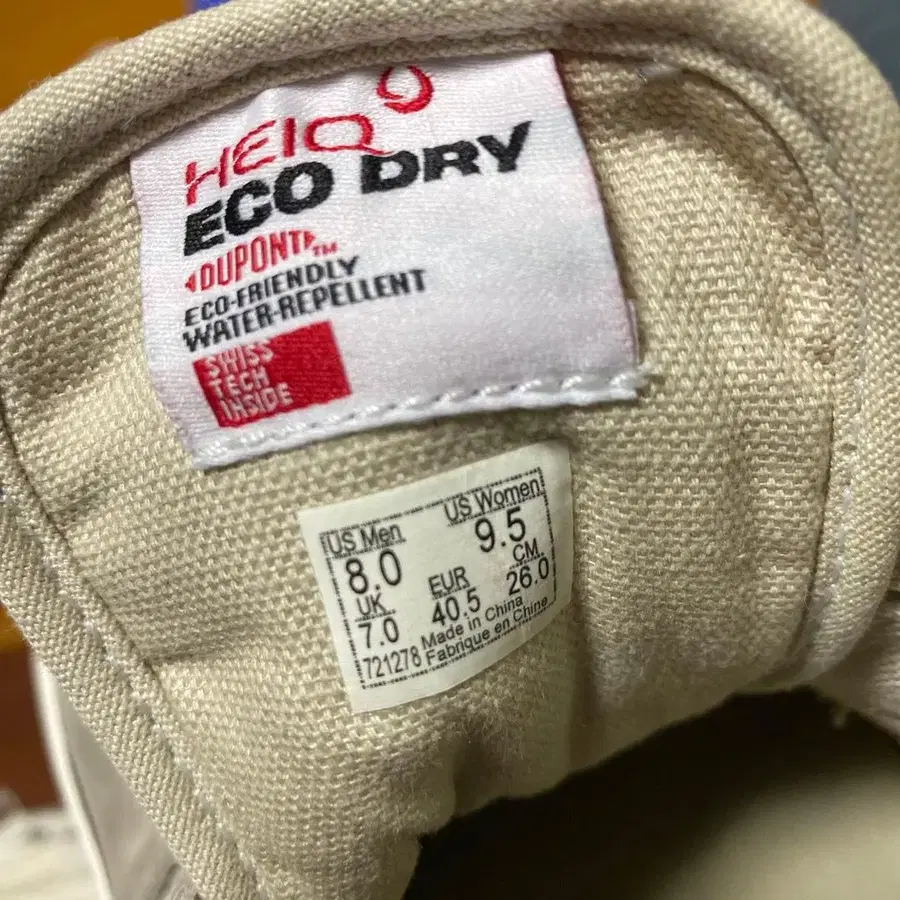 HEIQ
ECO DRY
DUPONT™
ECO-FRIENDLY
WATER-REPELLENT
SWISS
TECH
INSIDE
US Men US Women
8.0 9.5
UK EUR CM
7.0 40.5 26.0
721278 Made in China
Fabrique en Chine